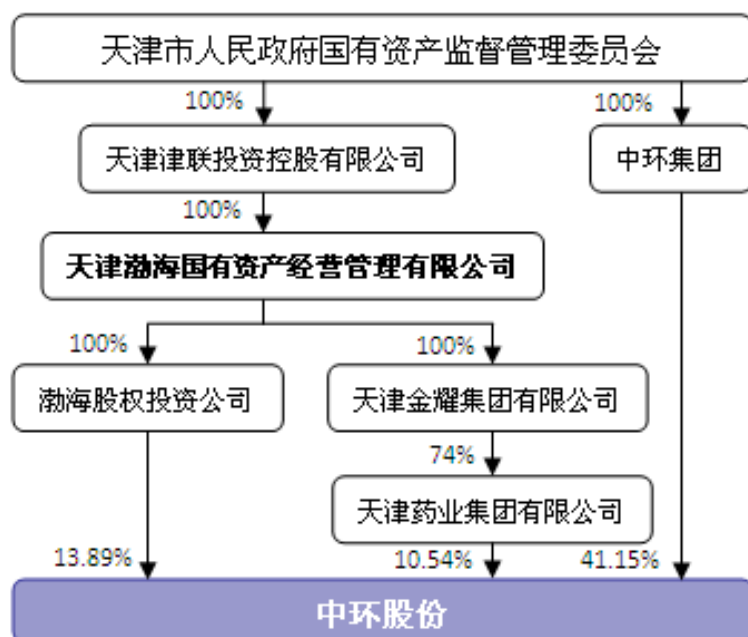 天津市人民政府国有资产监督管理委员会
100%
100%
天津津联投资控股有限公司
中环集团
100%
天津渤海国有资产经营管理有限公司
100%
100%
渤海股权投资公司
天津金耀集团有限公司
74%
天津药业集团有限公司
13.89%
10.54%
41.15%
中环股份